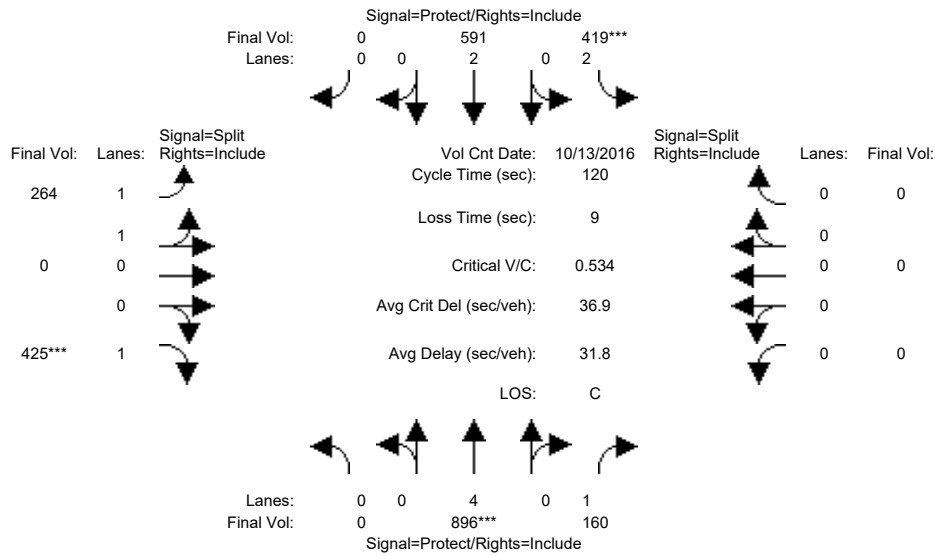 Signal=Protect/Rights=Include
Final Vol: 0 591 419***
Lanes: 0 0 2 0 2
Signal=Split
Final Vol: Lanes: Rights=Include
Vol Cnt Date: 10/13/2016
Signal=Split
Rights=Include Lanes: Final Vol:
Cycle Time (sec): 120
264 1
0 0
Loss Time (sec): 9
1
0
0 0
Critical V/C: 0.534
0 0
0
Avg Crit Del (sec/veh): 36.9
0
425*** 1
Avg Delay (sec/veh): 31.8
0 0
LOS: C
Lanes: 0 0 4 0 1
Final Vol: 0 896*** 160
Signal=Protect/Rights=Include